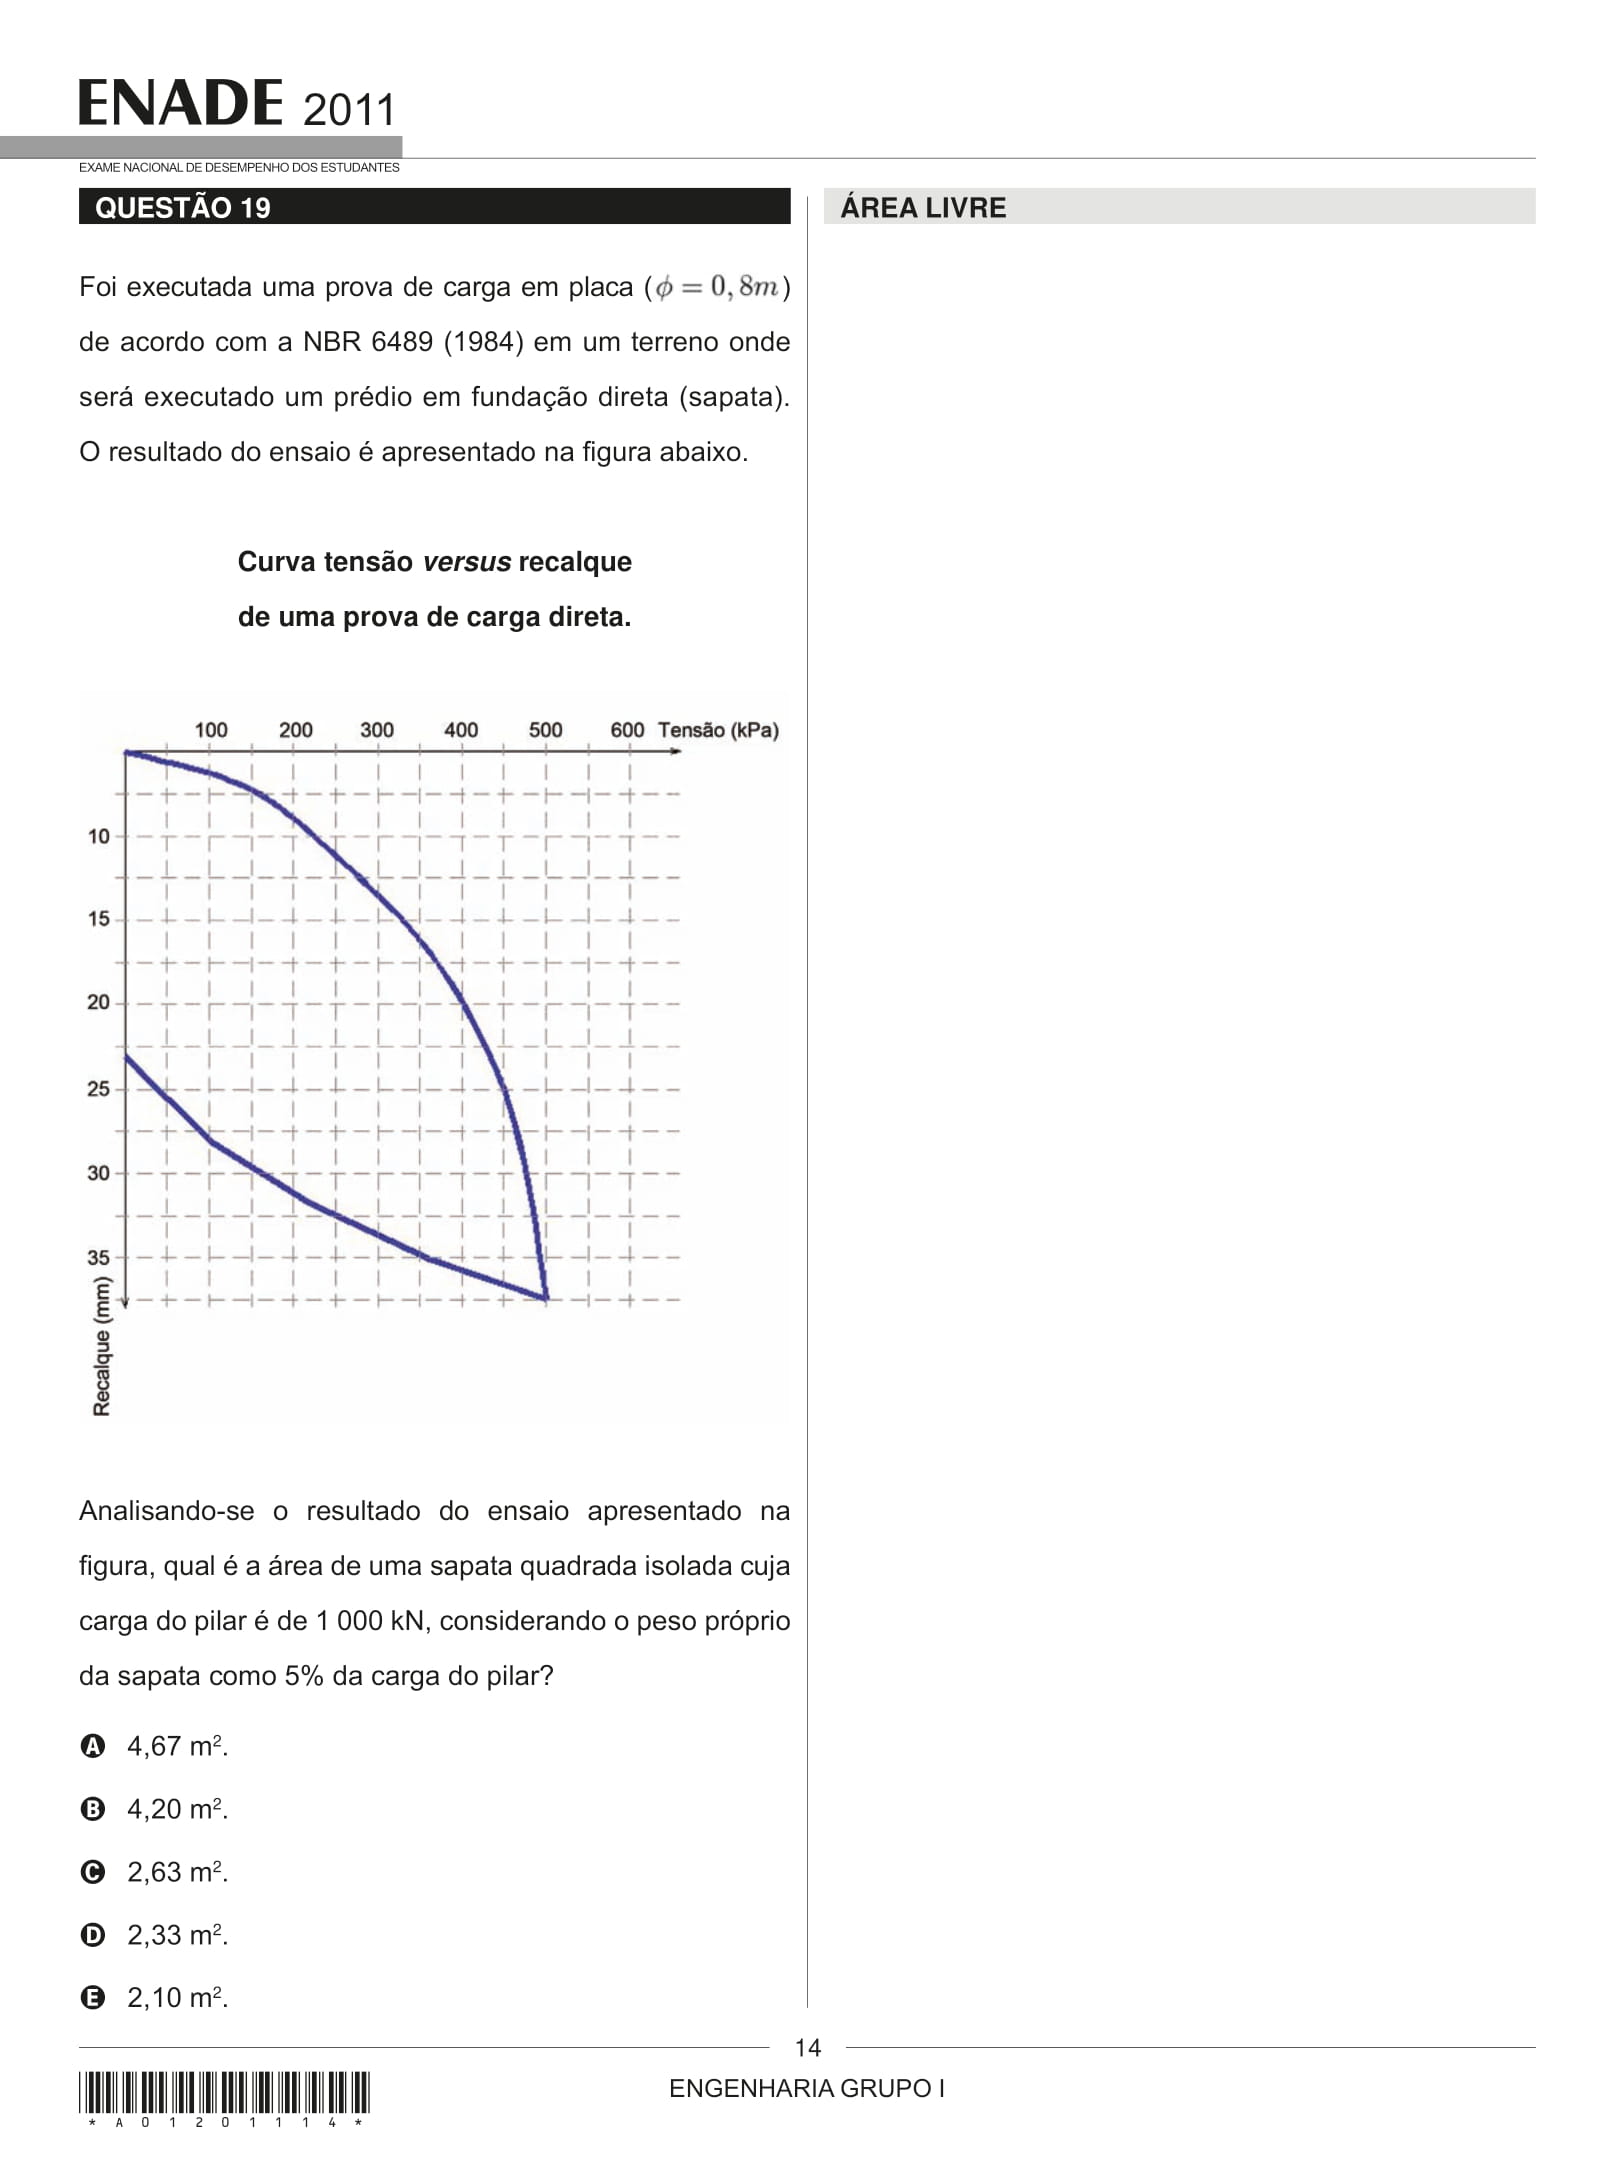 ENADE 2011
EXAME NACIONAL DE DESEMPENHO DOS ESTUDANTES
QUESTÃO 19
Foi executada uma prova de carga em placa (ϕ = 0, 8m)
de acordo com a NBR 6489 (1984) em um terreno onde
será executado um prédio em fundação direta (sapata).
O resultado do ensaio é apresentado na figura abaixo.
Curva tensão versus recalque
de uma prova de carga direta.
100 200 300 400 500 600 Tensão (kPa)
10
15
20
25
30
35
Recalque (mm)
Analisando-se o resultado do ensaio apresentado na
figura, qual é a área de uma sapata quadrada isolada cuja
carga do pilar é de 1 000 kN, considerando o peso próprio
da sapata como 5% da carga do pilar?
A 4,67 m².
B 4,20 m².
C 2,63 m².
D 2,33 m².
E 2,10 m².
ÁREA LIVRE
14
ENGENHARIA GRUPO I
* A 0 1 2 0 1 1 1 4 *